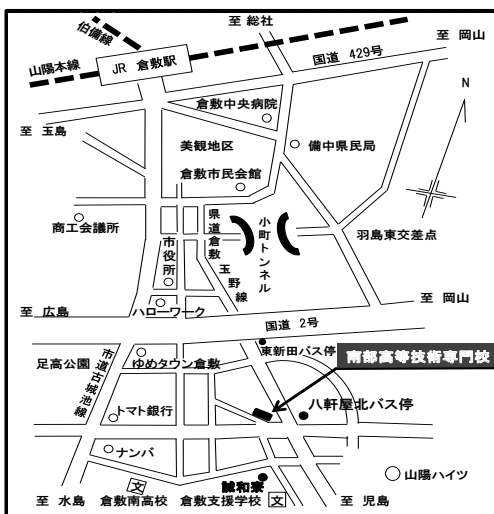 至 総社
伯備線
至 岡山
山陽本線
JR 倉敷駅
国道 429号
倉敷中央病院
N
至 玉島
美観地区
備中県民局
倉敷市民会館
商工会議所
県道倉敷
玉野線
小町トンネル
羽島東交差点
市役所
至 広島
ハローワーク
至 岡山
国道 2号
足高公園
ゆめタウン倉敷
東新田バス停
南部高等技術専門校
市道古城池線
トマト銀行
八軒屋北バス停
ナンバ
山陽ハイツ
誠和寮
文
至 水島
倉敷南高校
倉敷支援学校
文
至 児島